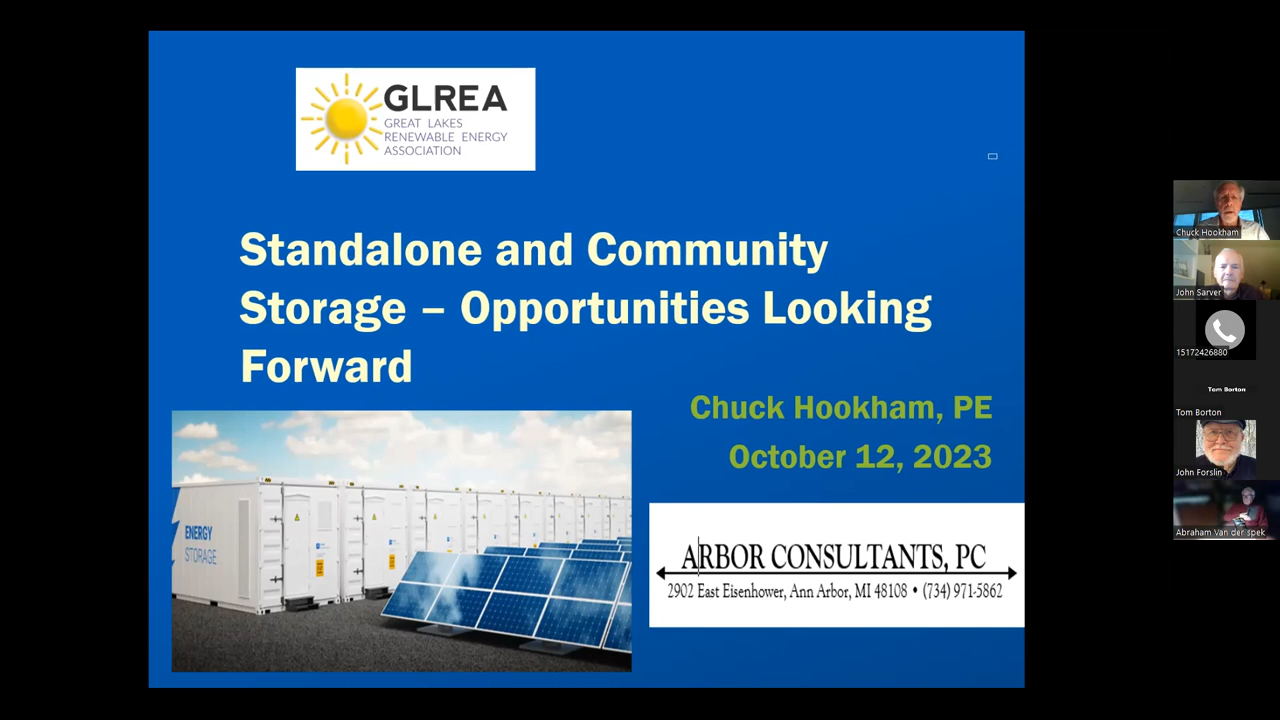 GLREA
GREAT LAKES
RENEWABLE ENERGY
ASSOCIATION
Standalone and Community
Storage – Opportunities Looking
Forward
Chuck Hookham, PE
October 12, 2023
ENERGY
STORAGE
ARBOR CONSULTANTS, PC
2902 East Eisenhower, Ann Arbor, MI 48108 • (734) 971-5862
Chuck Hookham
John Sarver
15172426880
Tom Borton
Tom Borton
John Forslin
Abraham Van der spek